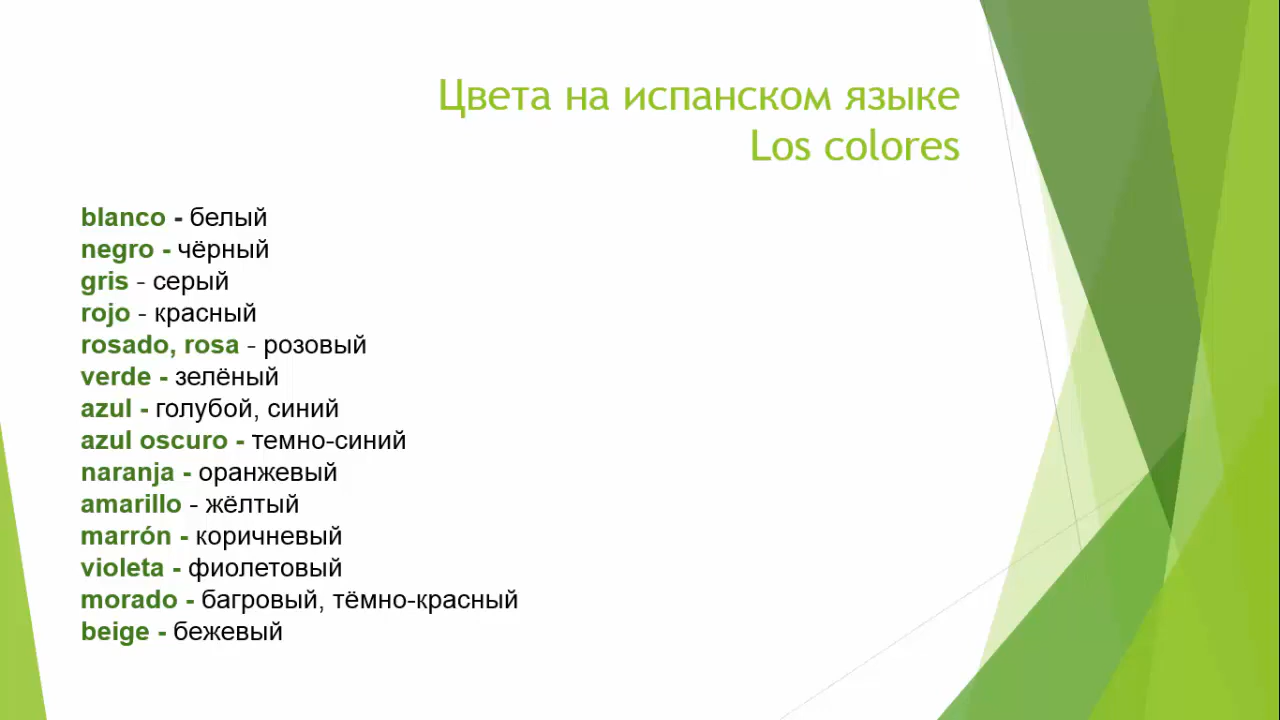 Цвета на испанском языке
Los colores
blanco - белый
negro - чёрный
gris - серый
rojo - красный
rosado, rosa - розовый
verde - зелёный
azul - голубой, синий
azul oscuro - темно-синий
naranja - оранжевый
amarillo - жёлтый
marrón - коричневый
violeta - фиолетовый
morado - багровый, тёмно-красный
beige - бежевый